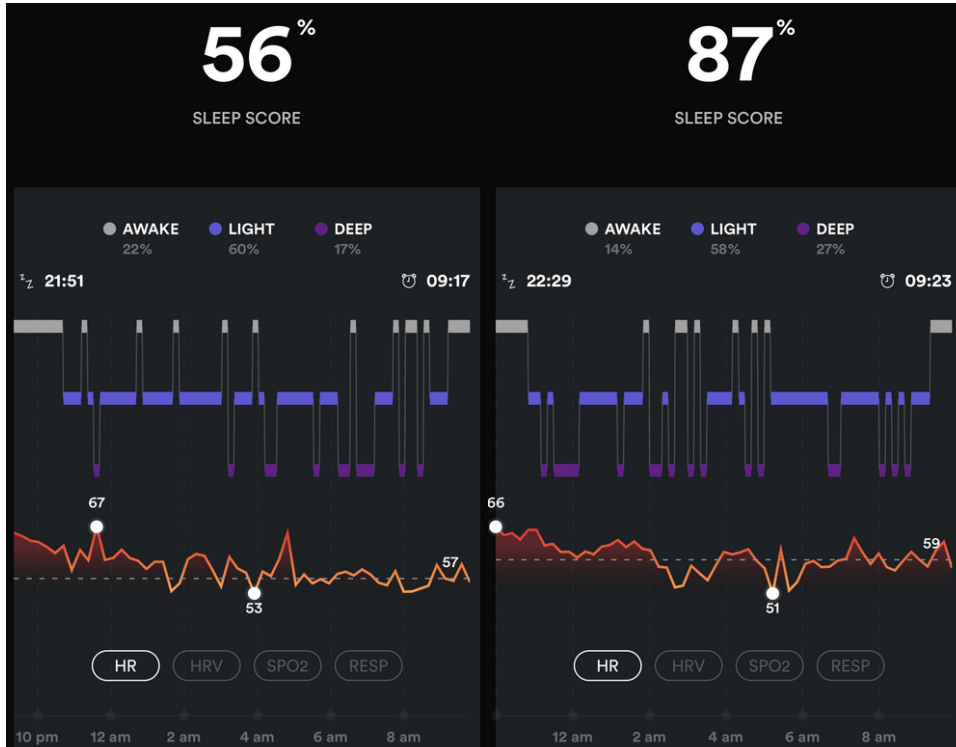 56%
SLEEP SCORE
AWAKE LIGHT DEEP
22% 60% 17%
zZ 21:51 09:17
67
57
53
HR HRV SPO2 RESP
10 pm 12 am 2 am 4 am 6 am 8 am
87%
SLEEP SCORE
AWAKE LIGHT DEEP
14% 58% 27%
zZ 22:29 09:23
66
59
51
HR HRV SPO2 RESP
12 am 2 am 4 am 6 am 8 am